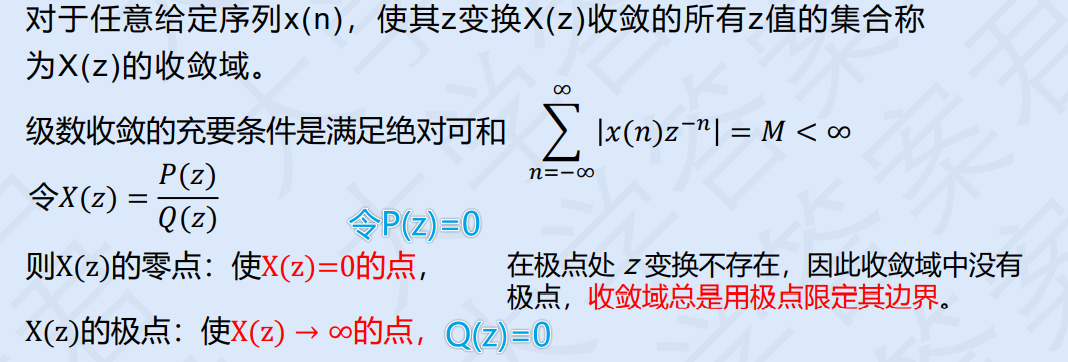 对于任意给定序列x(n)，使其z变换X(z)收敛的所有z值的集合称
为X(z)的收敛域。
级数收敛的充要条件是满足绝对可和 ∑_{n=−∞}^{∞} |x(n)z⁻ⁿ| = M < ∞
令X(z) = P(z)/Q(z)
令P(z)=0
则X(z)的零点：使X(z)=0的点，
X(z)的极点：使X(z) → ∞的点， Q(z)=0
在极点处 z 变换不存在，因此收敛域中没有
极点，收敛域总是用极点限定其边界。